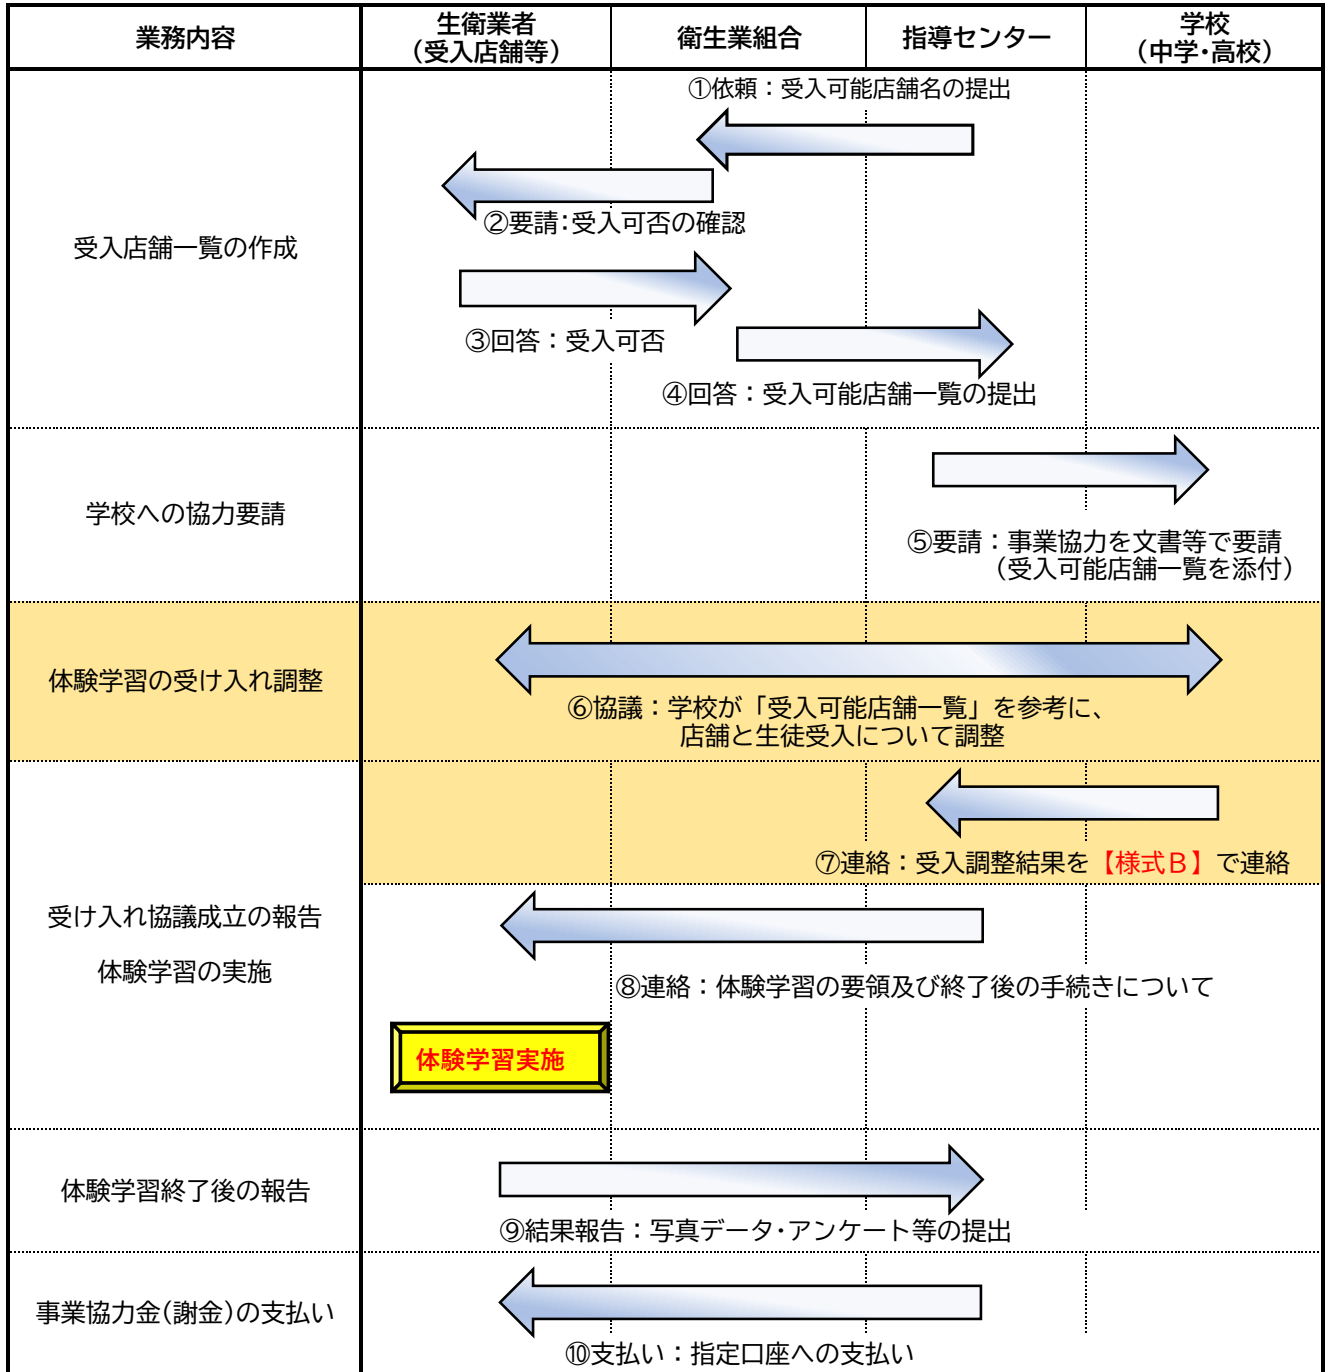 業務内容
生衛業者
（受入店舗等）
衛生業組合
指導センター
学校
（中学・高校）
受入店舗一覧の作成
①依頼：受入可能店舗名の提出
②要請：受入可否の確認
③回答：受入可否
④回答：受入可能店舗一覧の提出
学校への協力要請
⑤要請：事業協力を文書等で要請
（受入可能店舗一覧を添付）
体験学習の受け入れ調整
⑥協議：学校が「受入可能店舗一覧」を参考に、
店舗と生徒受入について調整
受け入れ協議成立の報告
体験学習の実施
⑦連絡：受入調整結果を【様式Ｂ】で連絡
⑧連絡：体験学習の要領及び終了後の手続きについて
体験学習実施
体験学習終了後の報告
⑨結果報告：写真データ・アンケート等の提出
事業協力金(謝金)の支払い
⑩支払い：指定口座への支払い